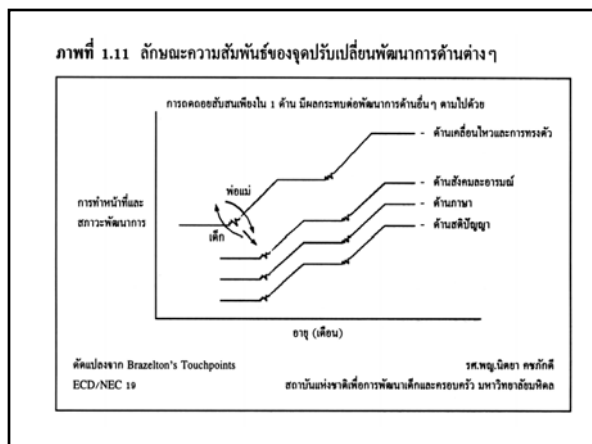 ภาพที่ 1.11 ลักษณะความสัมพันธ์ของจุดปรับเปลี่ยนพัฒนาการด้านต่างๆ
การถดถอยสับสนเพียงใน 1 ด้าน มีผลกระทบต่อพัฒนาการด้านอื่นๆ ตามไปด้วย
- ด้านเคลื่อนไหวและการทรงตัว
พ่อแม่
- ด้านสังคมละอารมณ์
การทำหน้าที่และ
สภาวะพัฒนาการ
- ด้านภาษา
เด็ก
- ด้านสติปัญญา
อายุ (เดือน)
ดัดแปลงจาก Brazelton's Touchpoints
รศ.พญ.นิตยา คชภักดี
ECD/NEC 19
สถาบันแห่งชาติเพื่อการพัฒนาเด็กและครอบครัว มหาวิทยาลัยมหิดล